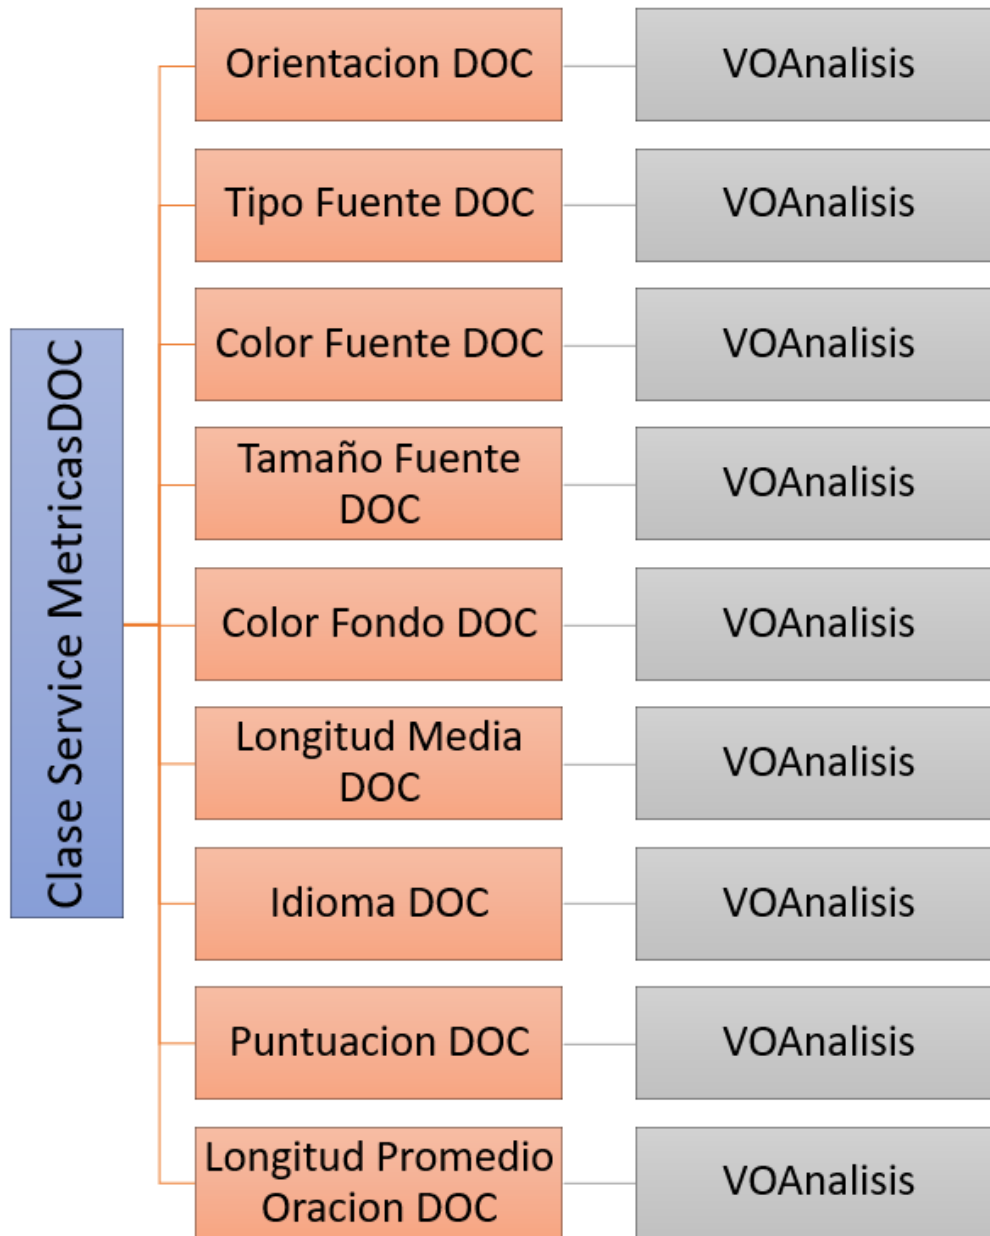 Clase Service MetricasDOC
Orientacion DOC
VOAnalisis
Tipo Fuente DOC
VOAnalisis
Color Fuente DOC
VOAnalisis
Tamaño Fuente
DOC
VOAnalisis
Color Fondo DOC
VOAnalisis
Longitud Media
DOC
VOAnalisis
Idioma DOC
VOAnalisis
Puntuacion DOC
VOAnalisis
Longitud Promedio
Oracion DOC
VOAnalisis